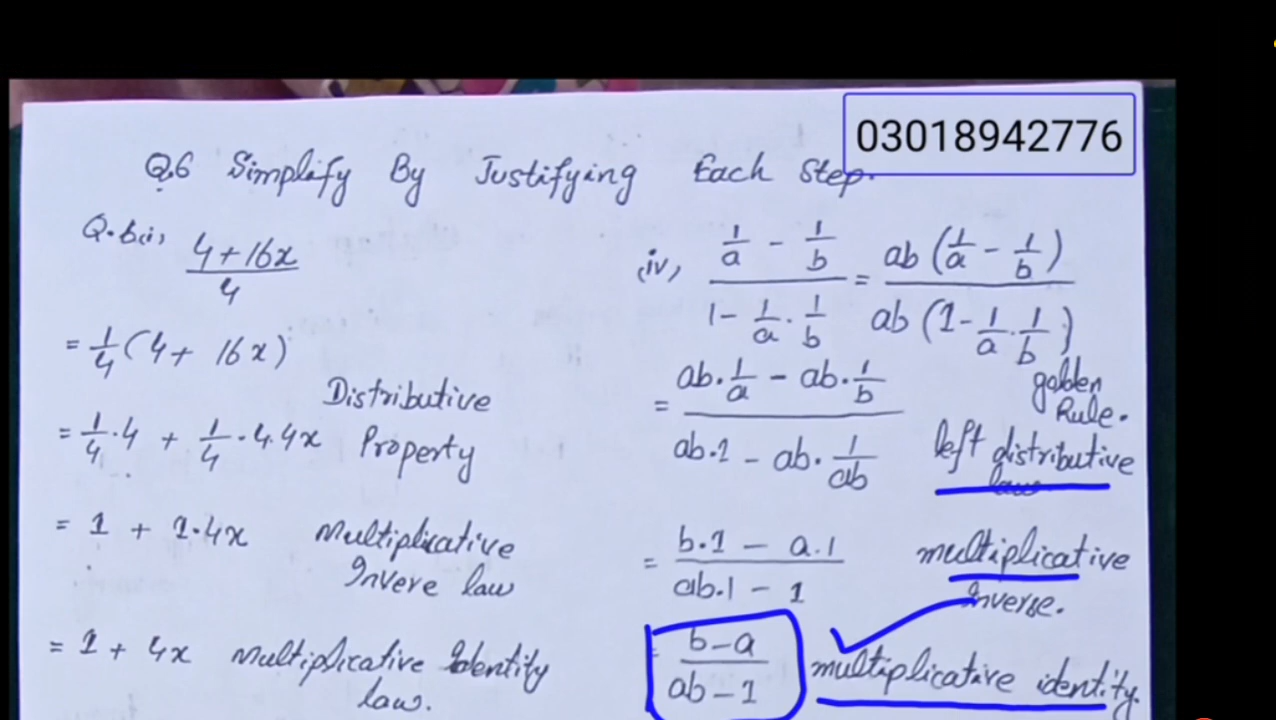 03018942776
Q.6 Simplify By Justifying Each Step.
Q.6(i) (4+16x)/4
= 1/4 (4+ 16x)
Distributive
= 1/4·4 + 1/4·4.4x Property
= 1 + 1·4x Multiplicative
Invere law
= 1 + 4x Multiplicative Identity
law.
(iv) (1/a - 1/b)/(1 - 1/a · 1/b) = ab(1/a - 1/b)/ab(1 - 1/a · 1/b)
golden
Rule.
= (ab·1/a - ab·1/b)/(ab·1 - ab·1/ab)
left distributive
law
= (b·1 - a.1)/(ab.1 - 1) multiplicative
inverse.
= (b-a)/(ab-1) multiplicative identity.